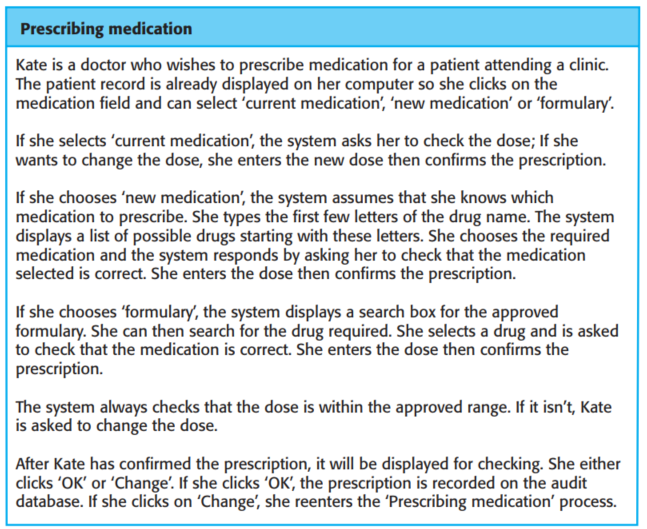 Prescribing medication
Kate is a doctor who wishes to prescribe medication for a patient attending a clinic.
The patient record is already displayed on her computer so she clicks on the
medication field and can select ‘current medication’, ‘new medication’ or ‘formulary’.
If she selects ‘current medication’, the system asks her to check the dose; If she
wants to change the dose, she enters the new dose then confirms the prescription.
If she chooses ‘new medication’, the system assumes that she knows which
medication to prescribe. She types the first few letters of the drug name. The system
displays a list of possible drugs starting with these letters. She chooses the required
medication and the system responds by asking her to check that the medication
selected is correct. She enters the dose then confirms the prescription.
If she chooses ‘formulary’, the system displays a search box for the approved
formulary. She can then search for the drug required. She selects a drug and is asked
to check that the medication is correct. She enters the dose then confirms the
prescription.
The system always checks that the dose is within the approved range. If it isn’t, Kate
is asked to change the dose.
After Kate has confirmed the prescription, it will be displayed for checking. She either
clicks ‘OK’ or ‘Change’. If she clicks ‘OK’, the prescription is recorded on the audit
database. If she clicks on ‘Change’, she reenters the ‘Prescribing medication’ process.